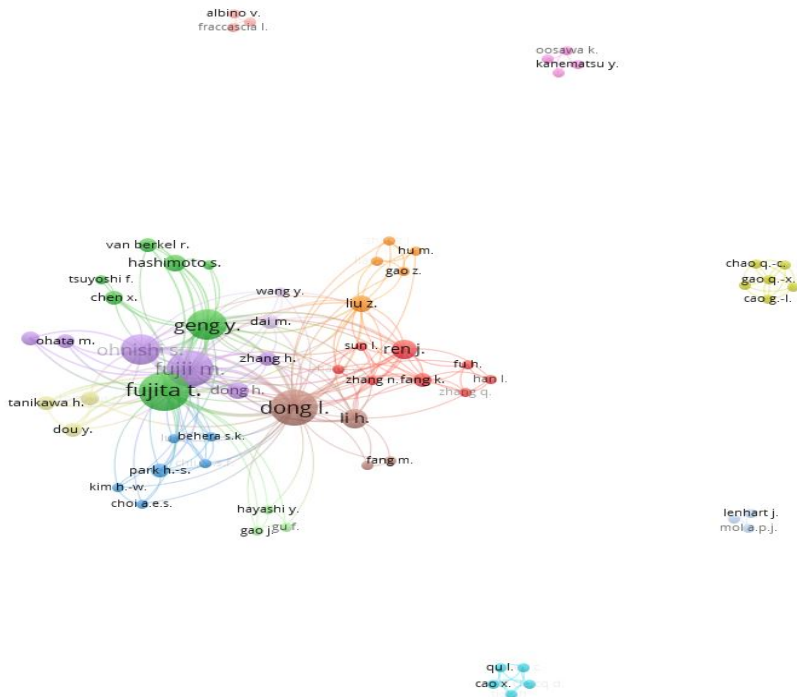 albino v.
fraccascia l.
oosawa k.
kanematsu y.
van berkel r.
hashimoto s.
hu m.
gao z.
chao q.-c.
gao q.-x.
cao g.-l.
tsuyoshi f.
chen x.
wang y.
liu z.
geng y.
dai m.
ohata m.
ohnishi s.
sun l.
ren j.
fujii m.
zhang h.
fu h.
fujita t.
dong h.
zhang n.
fang k.
han l.
zhang q.
tanikawa h.
dong l.
li h.
dou y.
behera s.k.
park h.-s.
fang m.
kim h.-w.
choi a.e.s.
hayashi y.
gao j.
gu f.
lenhart j.
mol a.p.j.
qu l.
cao x.